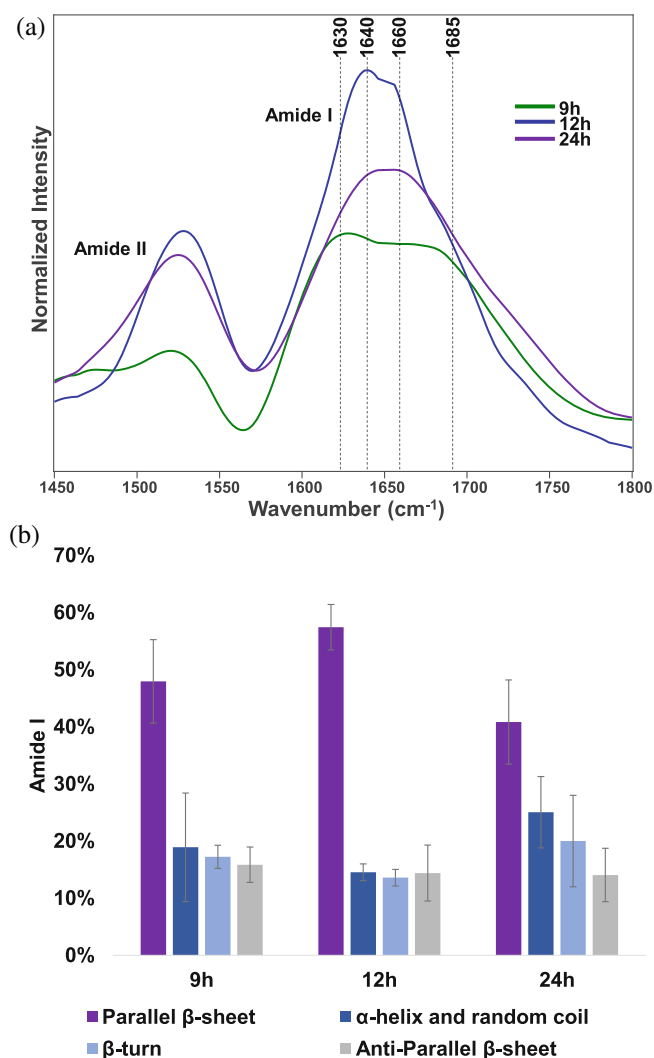 (a)
1630
1640
1660
1685
Amide I
9h
12h
24h
Amide II
Normalized Intensity
1450 1500 1550 1600 1650 1700 1750 1800
Wavenumber (cm⁻¹)
(b)
70%
60%
50%
40%
30%
20%
10%
0%
Amide I
9h 12h 24h
Parallel β-sheet α-helix and random coil
β-turn Anti-Parallel β-sheet